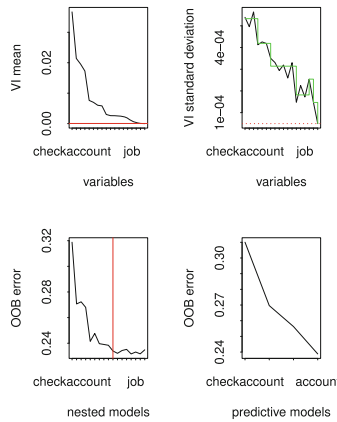 VI mean
0.00
0.02
checkaccount
job
variables
VI standard deviation
1e−04
4e−04
checkaccount
job
variables
OOB error
0.24
0.28
0.32
checkaccount
job
nested models
OOB error
0.24
0.27
0.30
checkaccount
account
predictive models